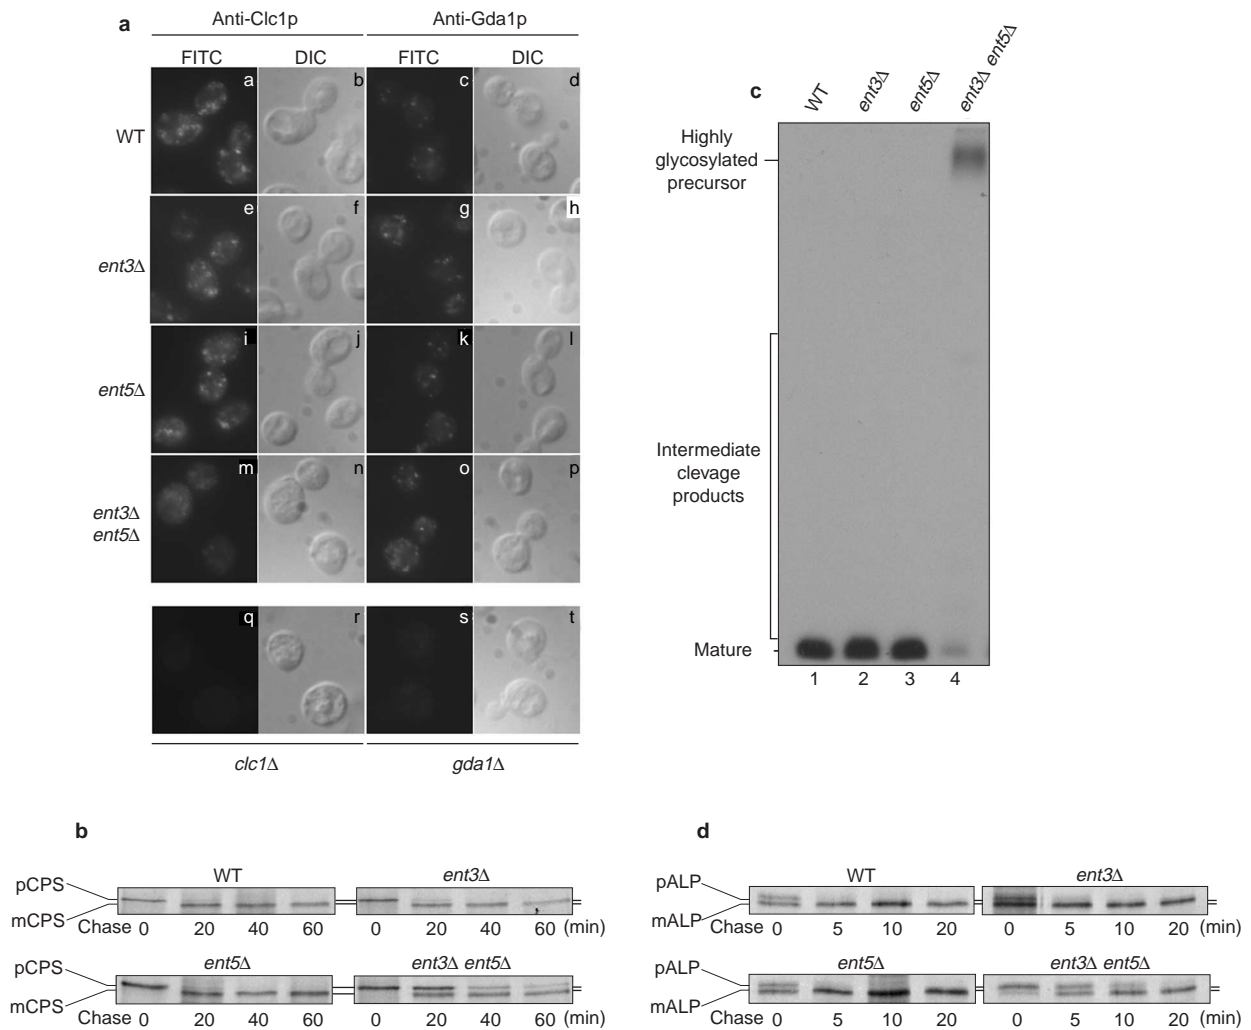 a
Anti-Clc1p Anti-Gda1p
FITC DIC FITC DIC
WT a b c d
ent3Δ e f g h
ent5Δ i j k l
ent3Δ
ent5Δ m n o p
q r s t
clc1Δ gda1Δ
c
WT ent3Δ ent5Δ ent3Δ ent5Δ
Highly
glycosylated
precursor
Intermediate
clevage
products
Mature
1 2 3 4
b
WT ent3Δ
pCPS
mCPS
Chase 0 20 40 60 0 20 40 60 (min)
ent5Δ ent3Δ ent5Δ
pCPS
mCPS
Chase 0 20 40 60 0 20 40 60 (min)
d
WT ent3Δ
pALP
mALP
Chase 0 5 10 20 0 5 10 20 (min)
ent5Δ ent3Δ ent5Δ
pALP
mALP
Chase 0 5 10 20 0 5 10 20 (min)